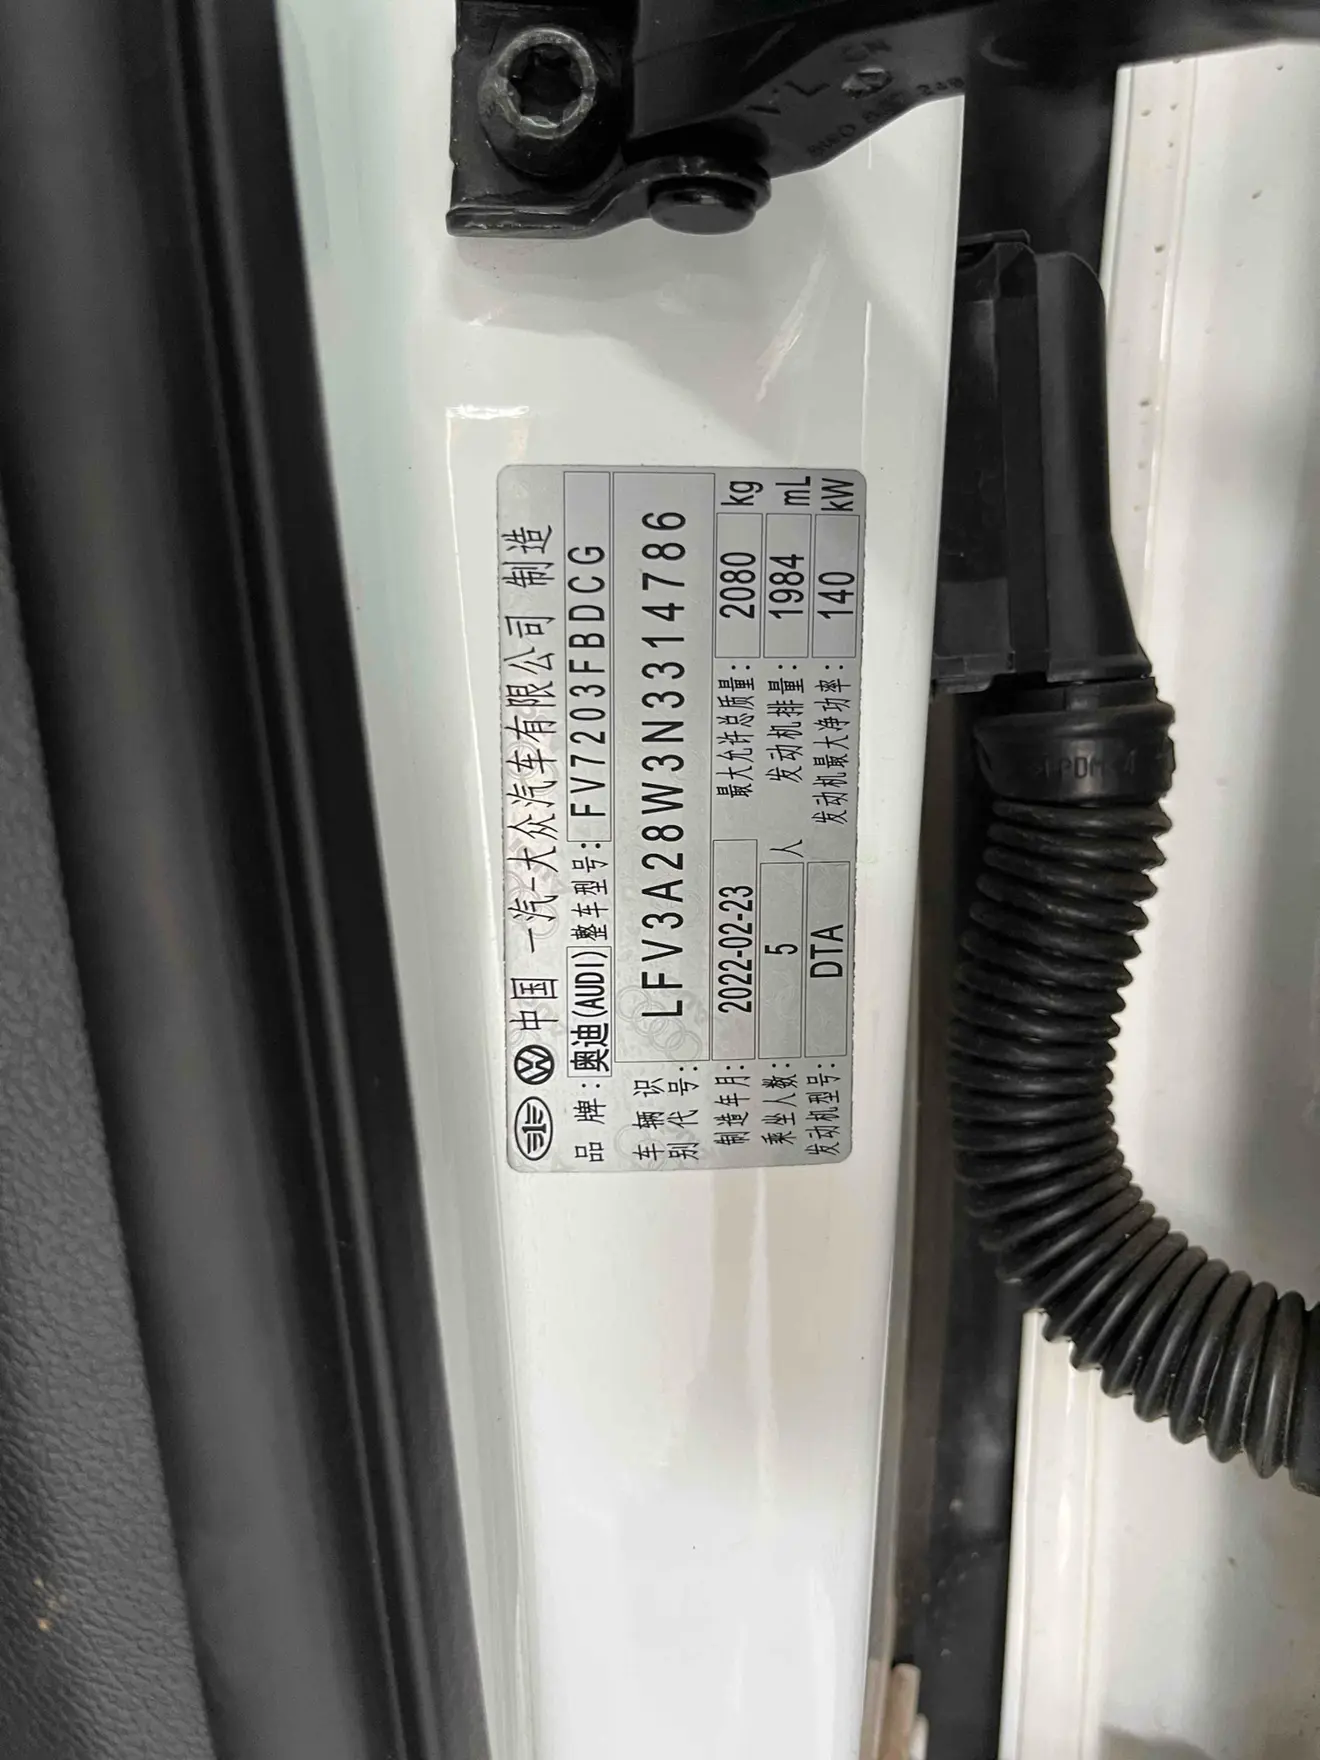 中国 一汽-大众汽车有限公司 制造
品牌:奥迪(AUDI) 整车型号:FV7203FBDCG
车辆识别代号:LFV3A28W3N3314786
制造年月:2022-02-23 最大允许总质量:2080 kg
乘坐人数:5 人 发动机排量:1984 mL
发动机型号:DTA 发动机最大净功率:140 kW